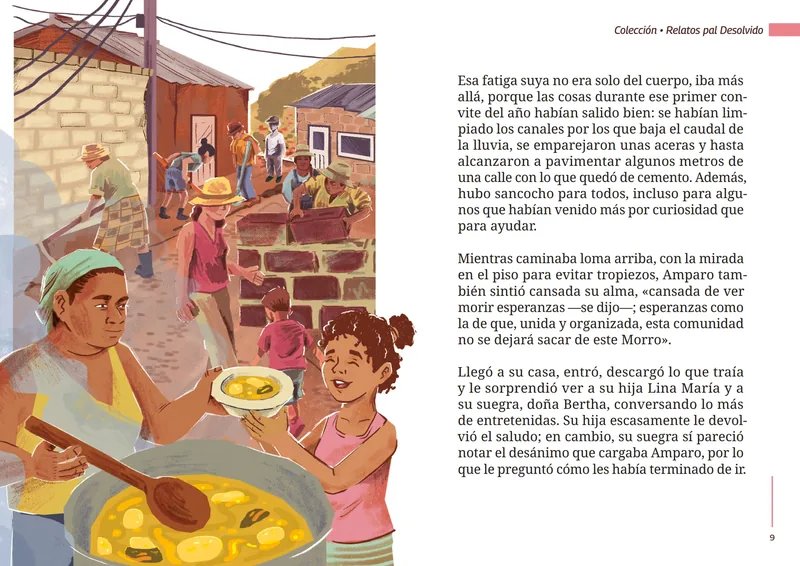 Colección • Relatos pal Desolvido
Esa fatiga suya no era solo del cuerpo, iba más
allá, porque las cosas durante ese primer con-
vite del año habían salido bien: se habían lim-
piado los canales por los que baja el caudal de
la lluvia, se emparejaron unas aceras y hasta
alcanzaron a pavimentar algunos metros de
una calle con lo que quedó de cemento. Además,
hubo sancocho para todos, incluso para algu-
nos que habían venido más por curiosidad que
para ayudar.
Mientras caminaba loma arriba, con la mirada
en el piso para evitar tropiezos, Amparo tam-
bién sintió cansada su alma, «cansada de ver
morir esperanzas —se dijo—; esperanzas como
la de que, unida y organizada, esta comunidad
no se dejará sacar de este Morro».
Llegó a su casa, entró, descargó lo que traía
y le sorprendió ver a su hija Lina María y a
su suegra, doña Bertha, conversando lo más
de entretenidas. Su hija escasamente le devol-
vió el saludo; en cambio, su suegra sí pareció
notar el desánimo que cargaba Amparo, por lo
que le preguntó cómo les había terminado de ir.
9